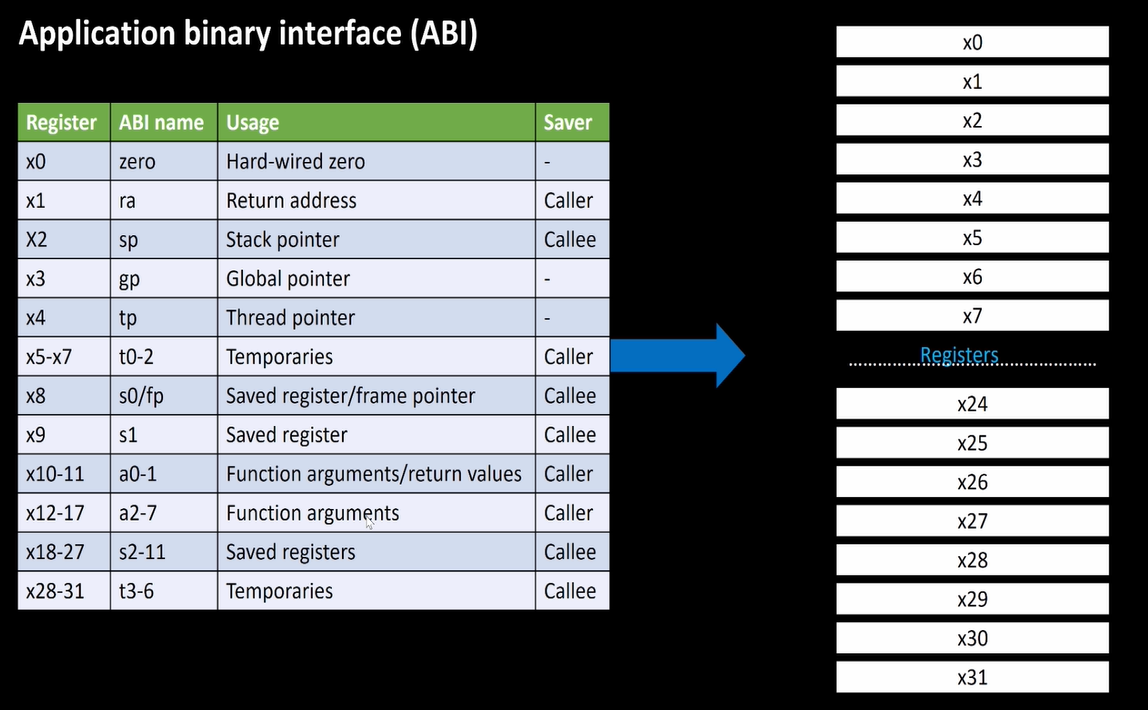 Application binary interface (ABI)
Register ABI name Usage Saver
x0 zero Hard-wired zero -
x1 ra Return address Caller
X2 sp Stack pointer Callee
x3 gp Global pointer -
x4 tp Thread pointer -
x5-x7 t0-2 Temporaries Caller
x8 s0/fp Saved register/frame pointer Callee
x9 s1 Saved register Callee
x10-11 a0-1 Function arguments/return values Caller
x12-17 a2-7 Function arguments Caller
x18-27 s2-11 Saved registers Callee
x28-31 t3-6 Temporaries Callee
x0
x1
x2
x3
x4
x5
x6
x7
Registers
x24
x25
x26
x27
x28
x29
x30
x31